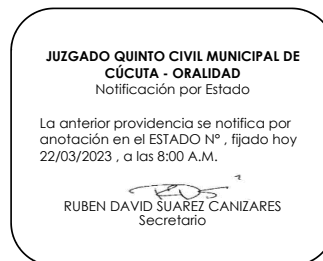 JUZGADO QUINTO CIVIL MUNICIPAL DE
CÚCUTA - ORALIDAD
Notificación por Estado
La anterior providencia se notifica por
anotación en el ESTADO N° , fijado hoy
22/03/2023 , a las 8:00 A.M.
RUBEN DAVID SUAREZ CANIZARES
Secretario